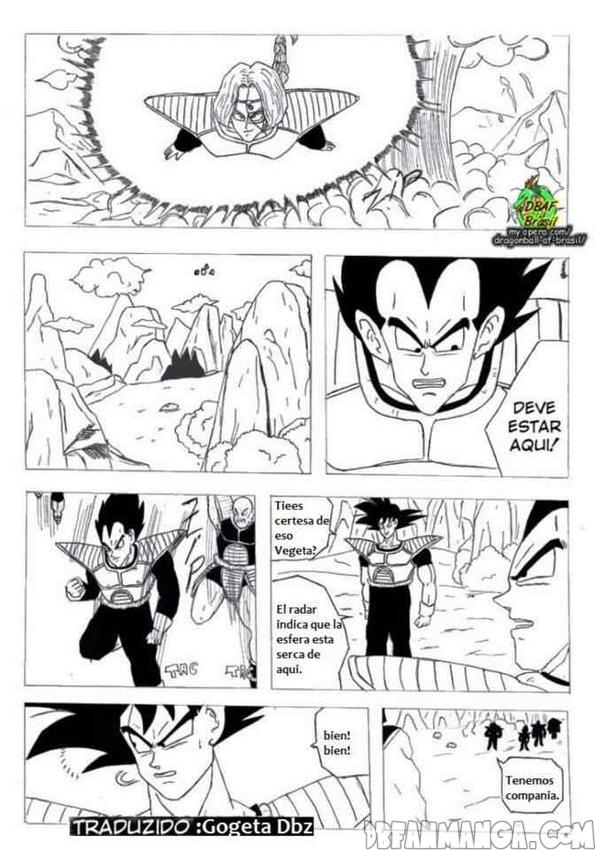 DBAF
Brasil
my.opera.com/
dragonball-af-brasil/
DEVE
ESTAR
AQUI!
TAC
TAC
Tiees
certesa de
eso
Vegeta?
El radar
indica que la
esfera esta
serca de
aqui.
bien!
bien!
Tenemos
compania.
TRADUZIDO :Gogeta Dbz
DBFANMANGA.COM